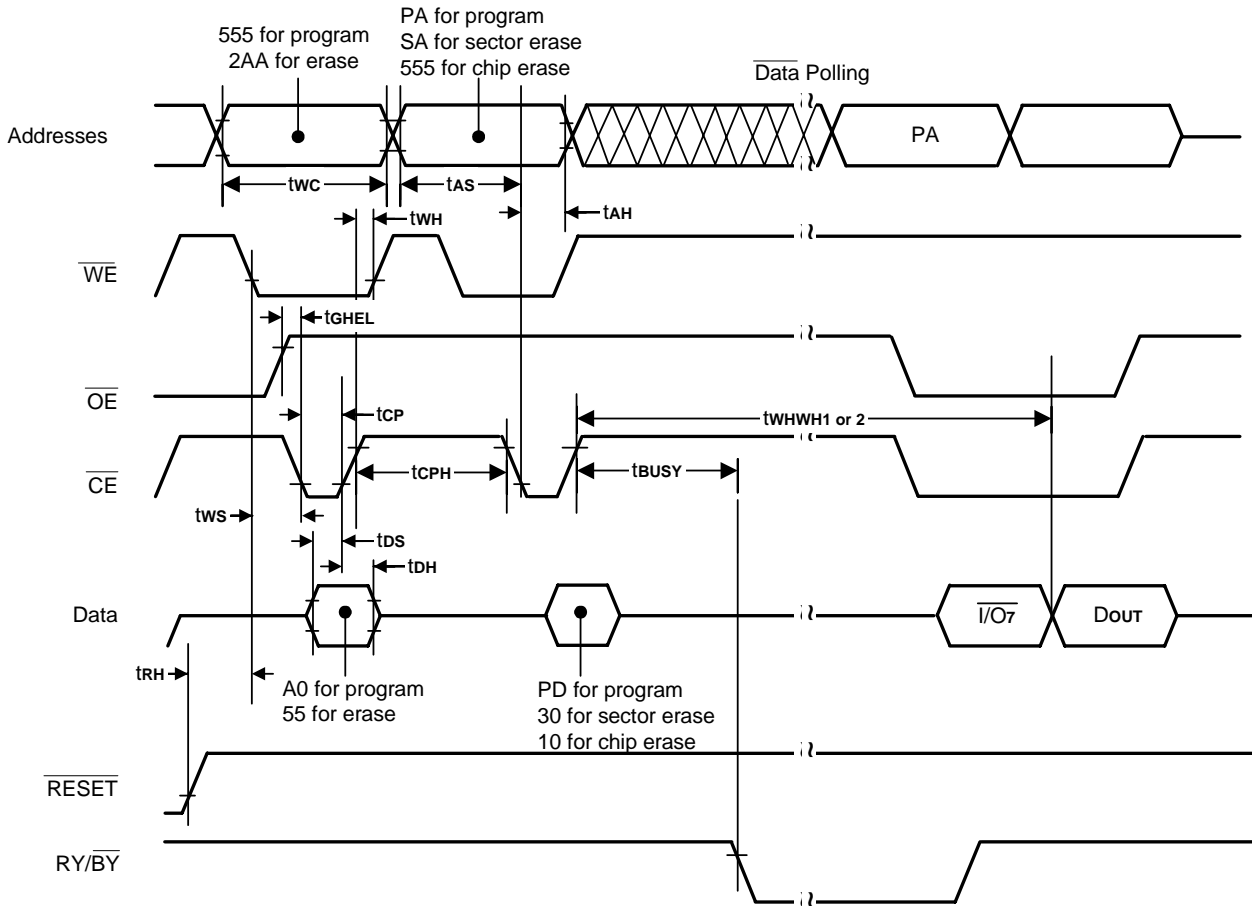 555 for program
2AA for erase
PA for program
SA for sector erase
555 for chip erase
Data Polling
Addresses
PA
tWC
tAS
tWH
tAH
WE
tGHEL
OE
tCP
tWHWH1 or 2
CE
tCPH
tBUSY
tWS
tDS
tDH
Data
I/O7
DOUT
tRH
A0 for program
55 for erase
PD for program
30 for sector erase
10 for chip erase
RESET
RY/BY